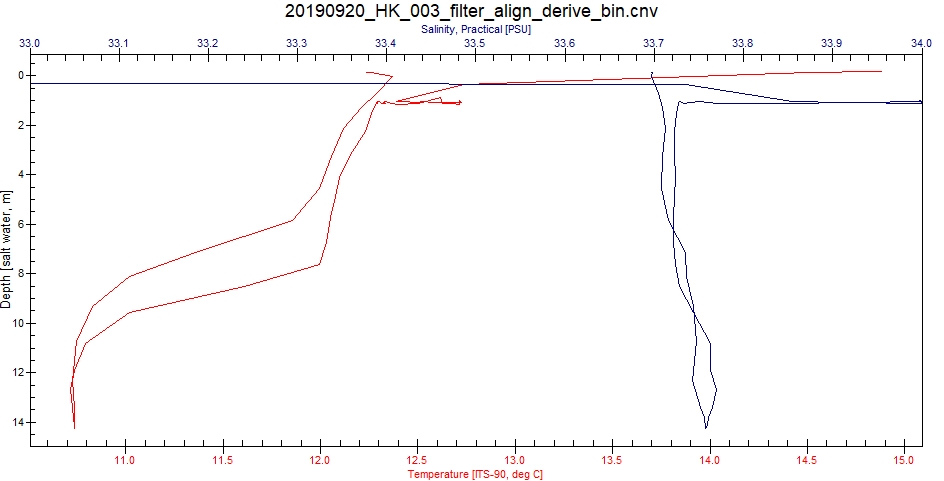 20190920_HK_003_filter_align_derive_bin.cnv
Salinity, Practical [PSU]
33.0 33.1 33.2 33.3 33.4 33.5 33.6 33.7 33.8 33.9 34.0
Depth [salt water, m]
0
2
4
6
8
10
12
14
11.0 11.5 12.0 12.5 13.0 13.5 14.0 14.5 15.0
Temperature [ITS-90, deg C]